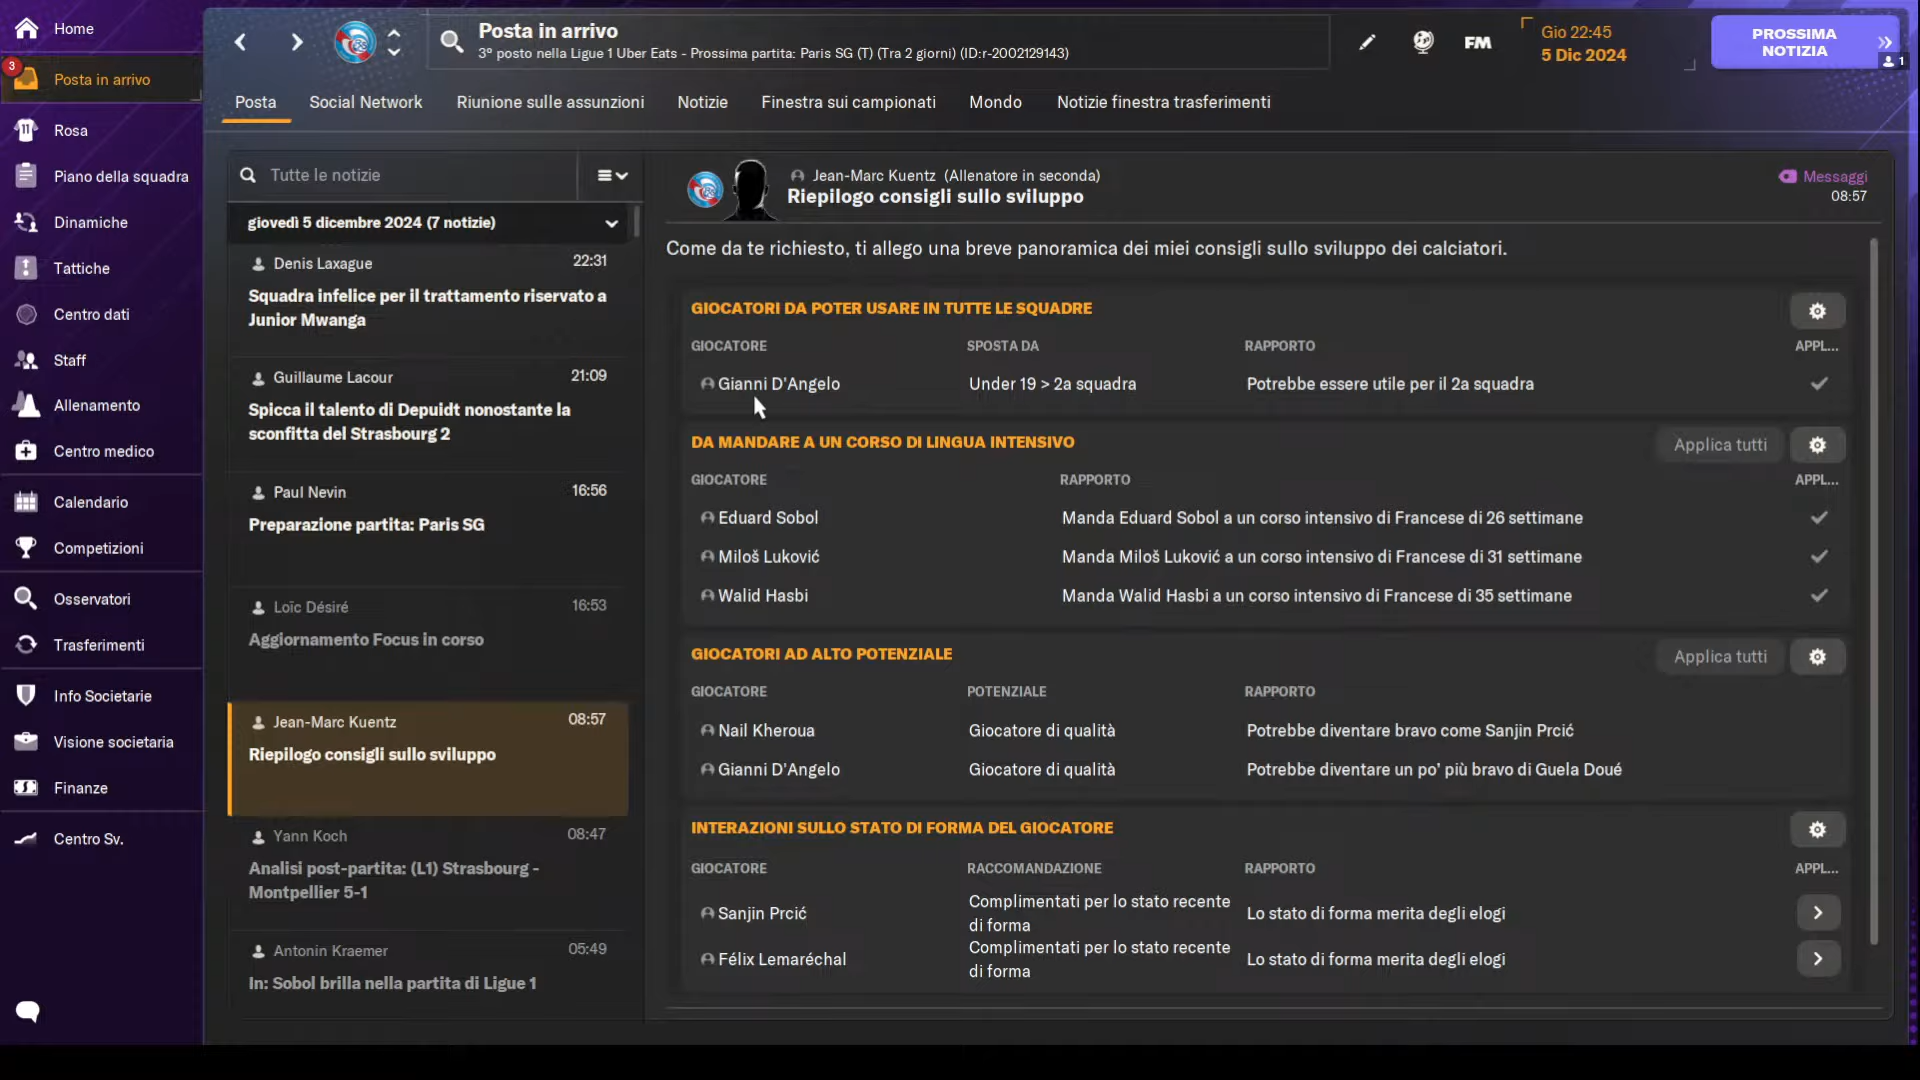 Home
3
Posta in arrivo
Rosa
Piano della squadra
Dinamiche
Tattiche
Centro dati
Staff
Allenamento
Centro medico
Calendario
Competizioni
Osservatori
Trasferimenti
Info Societarie
Visione societaria
Finanze
Centro Sv.
Posta in arrivo
3° posto nella Ligue 1 Uber Eats - Prossima partita: Paris SG (T) (Tra 2 giorni) (ID:r-2002129143)
FM
Gio 22:45
5 Dic 2024
PROSSIMA
NOTIZIA
1
Posta Social Network Riunione sulle assunzioni Notizie Finestra sui campionati Mondo Notizie finestra trasferimenti
Tutte le notizie
giovedì 5 dicembre 2024 (7 notizie)
Denis Laxague 22:31
Squadra infelice per il trattamento riservato a
Junior Mwanga
Guillaume Lacour 21:09
Spicca il talento di Depuidt nonostante la
sconfitta del Strasbourg 2
Paul Nevin 16:56
Preparazione partita: Paris SG
Loïc Désiré 16:53
Aggiornamento Focus in corso
Jean-Marc Kuentz 08:57
Riepilogo consigli sullo sviluppo
Yann Koch 08:47
Analisi post-partita: (L1) Strasbourg -
Montpellier 5-1
Antonin Kraemer 05:49
In: Sobol brilla nella partita di Ligue 1
Jean-Marc Kuentz (Allenatore in seconda)
Riepilogo consigli sullo sviluppo
Messaggi
08:57
Come da te richiesto, ti allego una breve panoramica dei miei consigli sullo sviluppo dei calciatori.
GIOCATORI DA POTER USARE IN TUTTE LE SQUADRE
GIOCATORE SPOSTA DA RAPPORTO APPL...
Gianni D'Angelo Under 19 > 2a squadra Potrebbe essere utile per il 2a squadra
DA MANDARE A UN CORSO DI LINGUA INTENSIVO Applica tutti
GIOCATORE RAPPORTO APPL...
Eduard Sobol Manda Eduard Sobol a un corso intensivo di Francese di 26 settimane
Miloš Luković Manda Miloš Luković a un corso intensivo di Francese di 31 settimane
Walid Hasbi Manda Walid Hasbi a un corso intensivo di Francese di 35 settimane
GIOCATORI AD ALTO POTENZIALE Applica tutti
GIOCATORE POTENZIALE RAPPORTO
Nail Kheroua Giocatore di qualità Potrebbe diventare bravo come Sanjin Prcić
Gianni D'Angelo Giocatore di qualità Potrebbe diventare un po' più bravo di Guela Doué
INTERAZIONI SULLO STATO DI FORMA DEL GIOCATORE
GIOCATORE RACCOMANDAZIONE RAPPORTO APPL...
Sanjin Prcić Complimentati per lo stato recente
di forma Lo stato di forma merita degli elogi
Félix Lemaréchal Complimentati per lo stato recente
di forma Lo stato di forma merita degli elogi